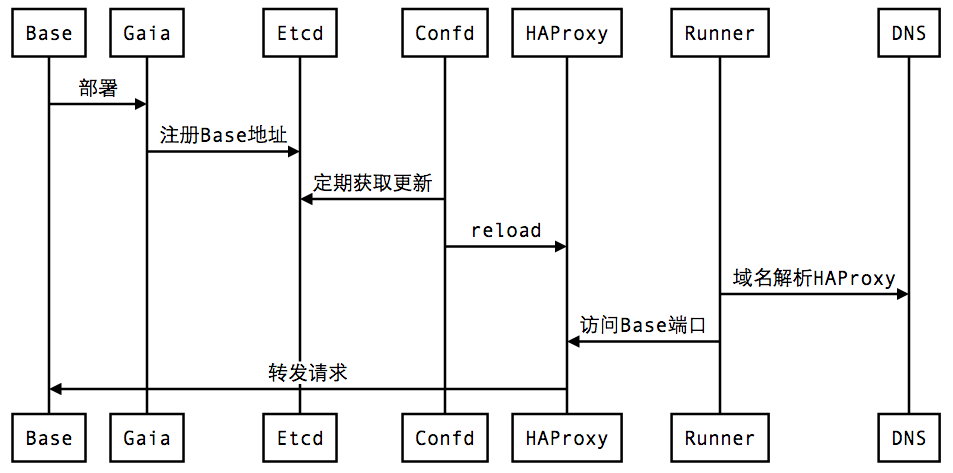 Base
Gaia
Etcd
Confd
HAProxy
Runner
DNS
部署
注册Base地址
定期获取更新
reload
域名解析HAProxy
访问Base端口
转发请求
Base
Gaia
Etcd
Confd
HAProxy
Runner
DNS